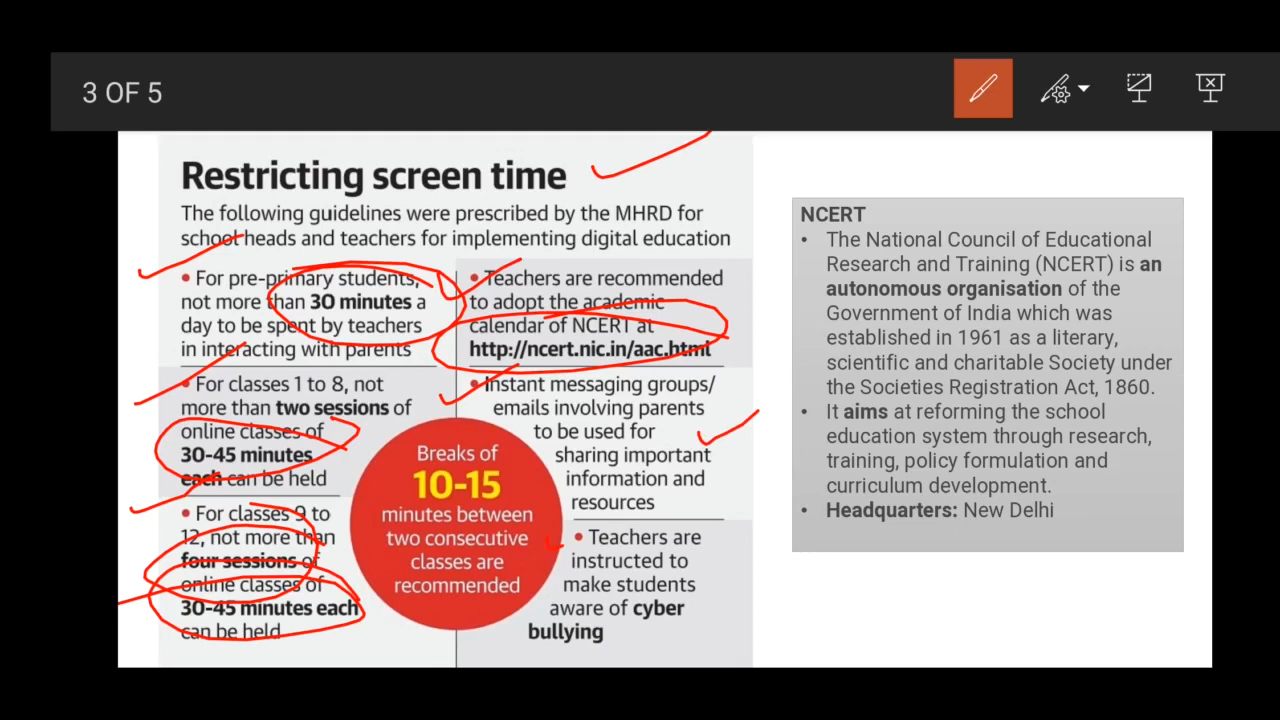 3 OF 5
Restricting screen time
The following guidelines were prescribed by the MHRD for
school heads and teachers for implementing digital education
• For pre-primary students,
not more than 30 minutes a
day to be spent by teachers
in interacting with parents
• For classes 1 to 8, not
more than two sessions of
online classes of
30-45 minutes
each can be held
• For classes 9 to
12, not more than
four sessions of
online classes of
30-45 minutes each
can be held
Breaks of
10-15
minutes between
two consecutive
classes are
recommended
• Teachers are recommended
to adopt the academic
calendar of NCERT at
http://ncert.nic.in/aac.html
• Instant messaging groups/
emails involving parents
to be used for
sharing important
information and
resources
• Teachers are
instructed to
make students
aware of cyber
bullying
NCERT
• The National Council of Educational
Research and Training (NCERT) is an
autonomous organisation of the
Government of India which was
established in 1961 as a literary,
scientific and charitable Society under
the Societies Registration Act, 1860.
• It aims at reforming the school
education system through research,
training, policy formulation and
curriculum development.
• Headquarters: New Delhi